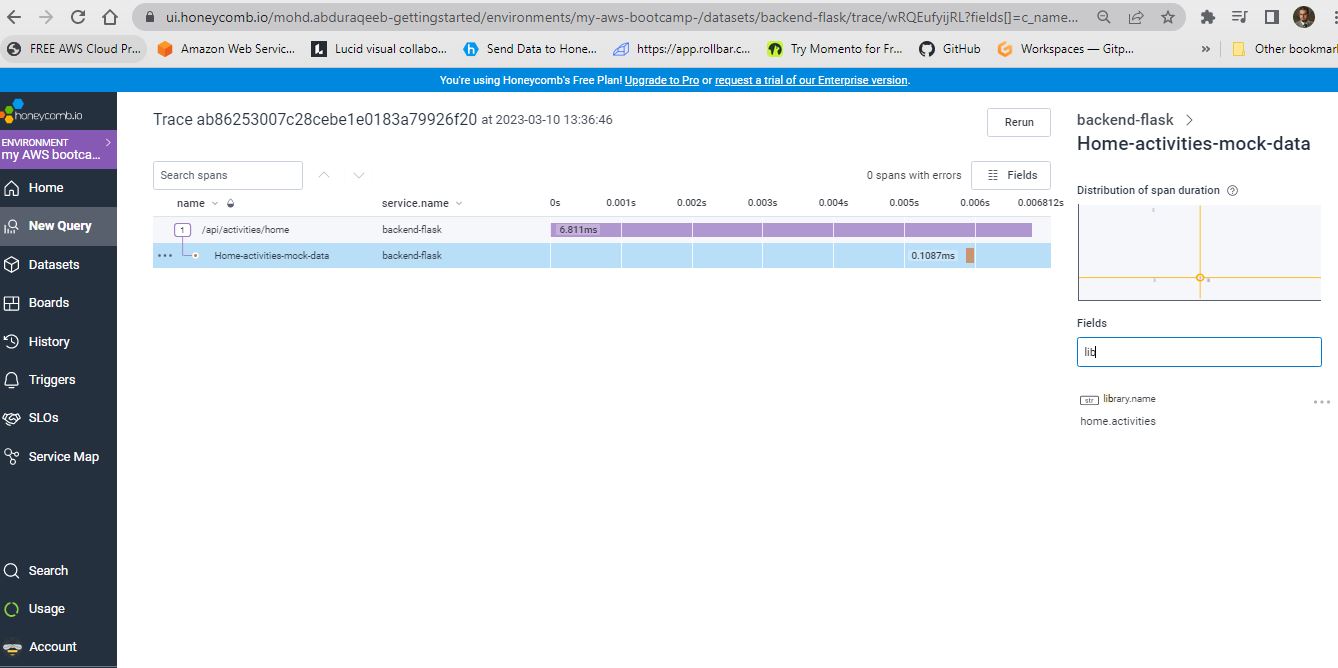 ui.honeycomb.io/mohd.abduraqeeb-gettingstarted/environments/my-aws-bootcamp-/datasets/backend-flask/trace/wRQEufyijRL?fields[]=c_name...
FREE AWS Cloud Pr... Amazon Web Servic... Lucid visual collabo... Send Data to Hone... https://app.rollbar.c... Try Momento for Fr... GitHub Workspaces — Gitp... » Other bookmar
You're using Honeycomb's Free Plan! Upgrade to Pro or request a trial of our Enterprise version.
honeycomb.io
ENVIRONMENT
my AWS bootca...
Home
New Query
Datasets
Boards
History
Triggers
SLOs
Service Map
Search
Usage
Account
Trace ab86253007c28cebe1e0183a79926f20 at 2023-03-10 13:36:46
Rerun
Search spans
0 spans with errors
Fields
name service.name 0s 0.001s 0.002s 0.003s 0.004s 0.005s 0.006s 0.006812s
1 /api/activities/home backend-flask 6.811ms
Home-activities-mock-data backend-flask 0.1087ms
backend-flask
Home-activities-mock-data
Distribution of span duration
Fields
lib
str library.name
home.activities